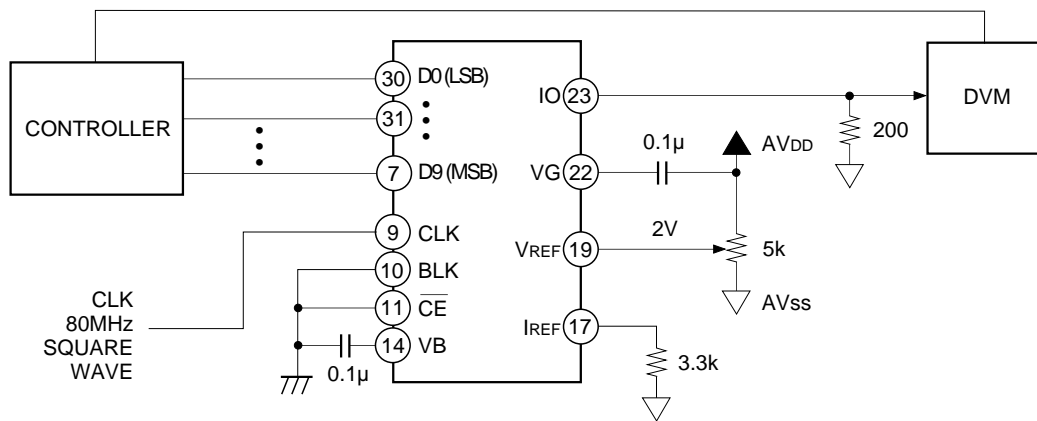 CONTROLLER
30 D0 (LSB)
31
7 D9 (MSB)
9 CLK
10 BLK
11 CE
14 VB
0.1µ
CLK
80MHz
SQUARE
WAVE
IO 23
VG 22
VREF 19
IREF 17
0.1µ
AVDD
2V
5k
AVss
3.3k
200
DVM